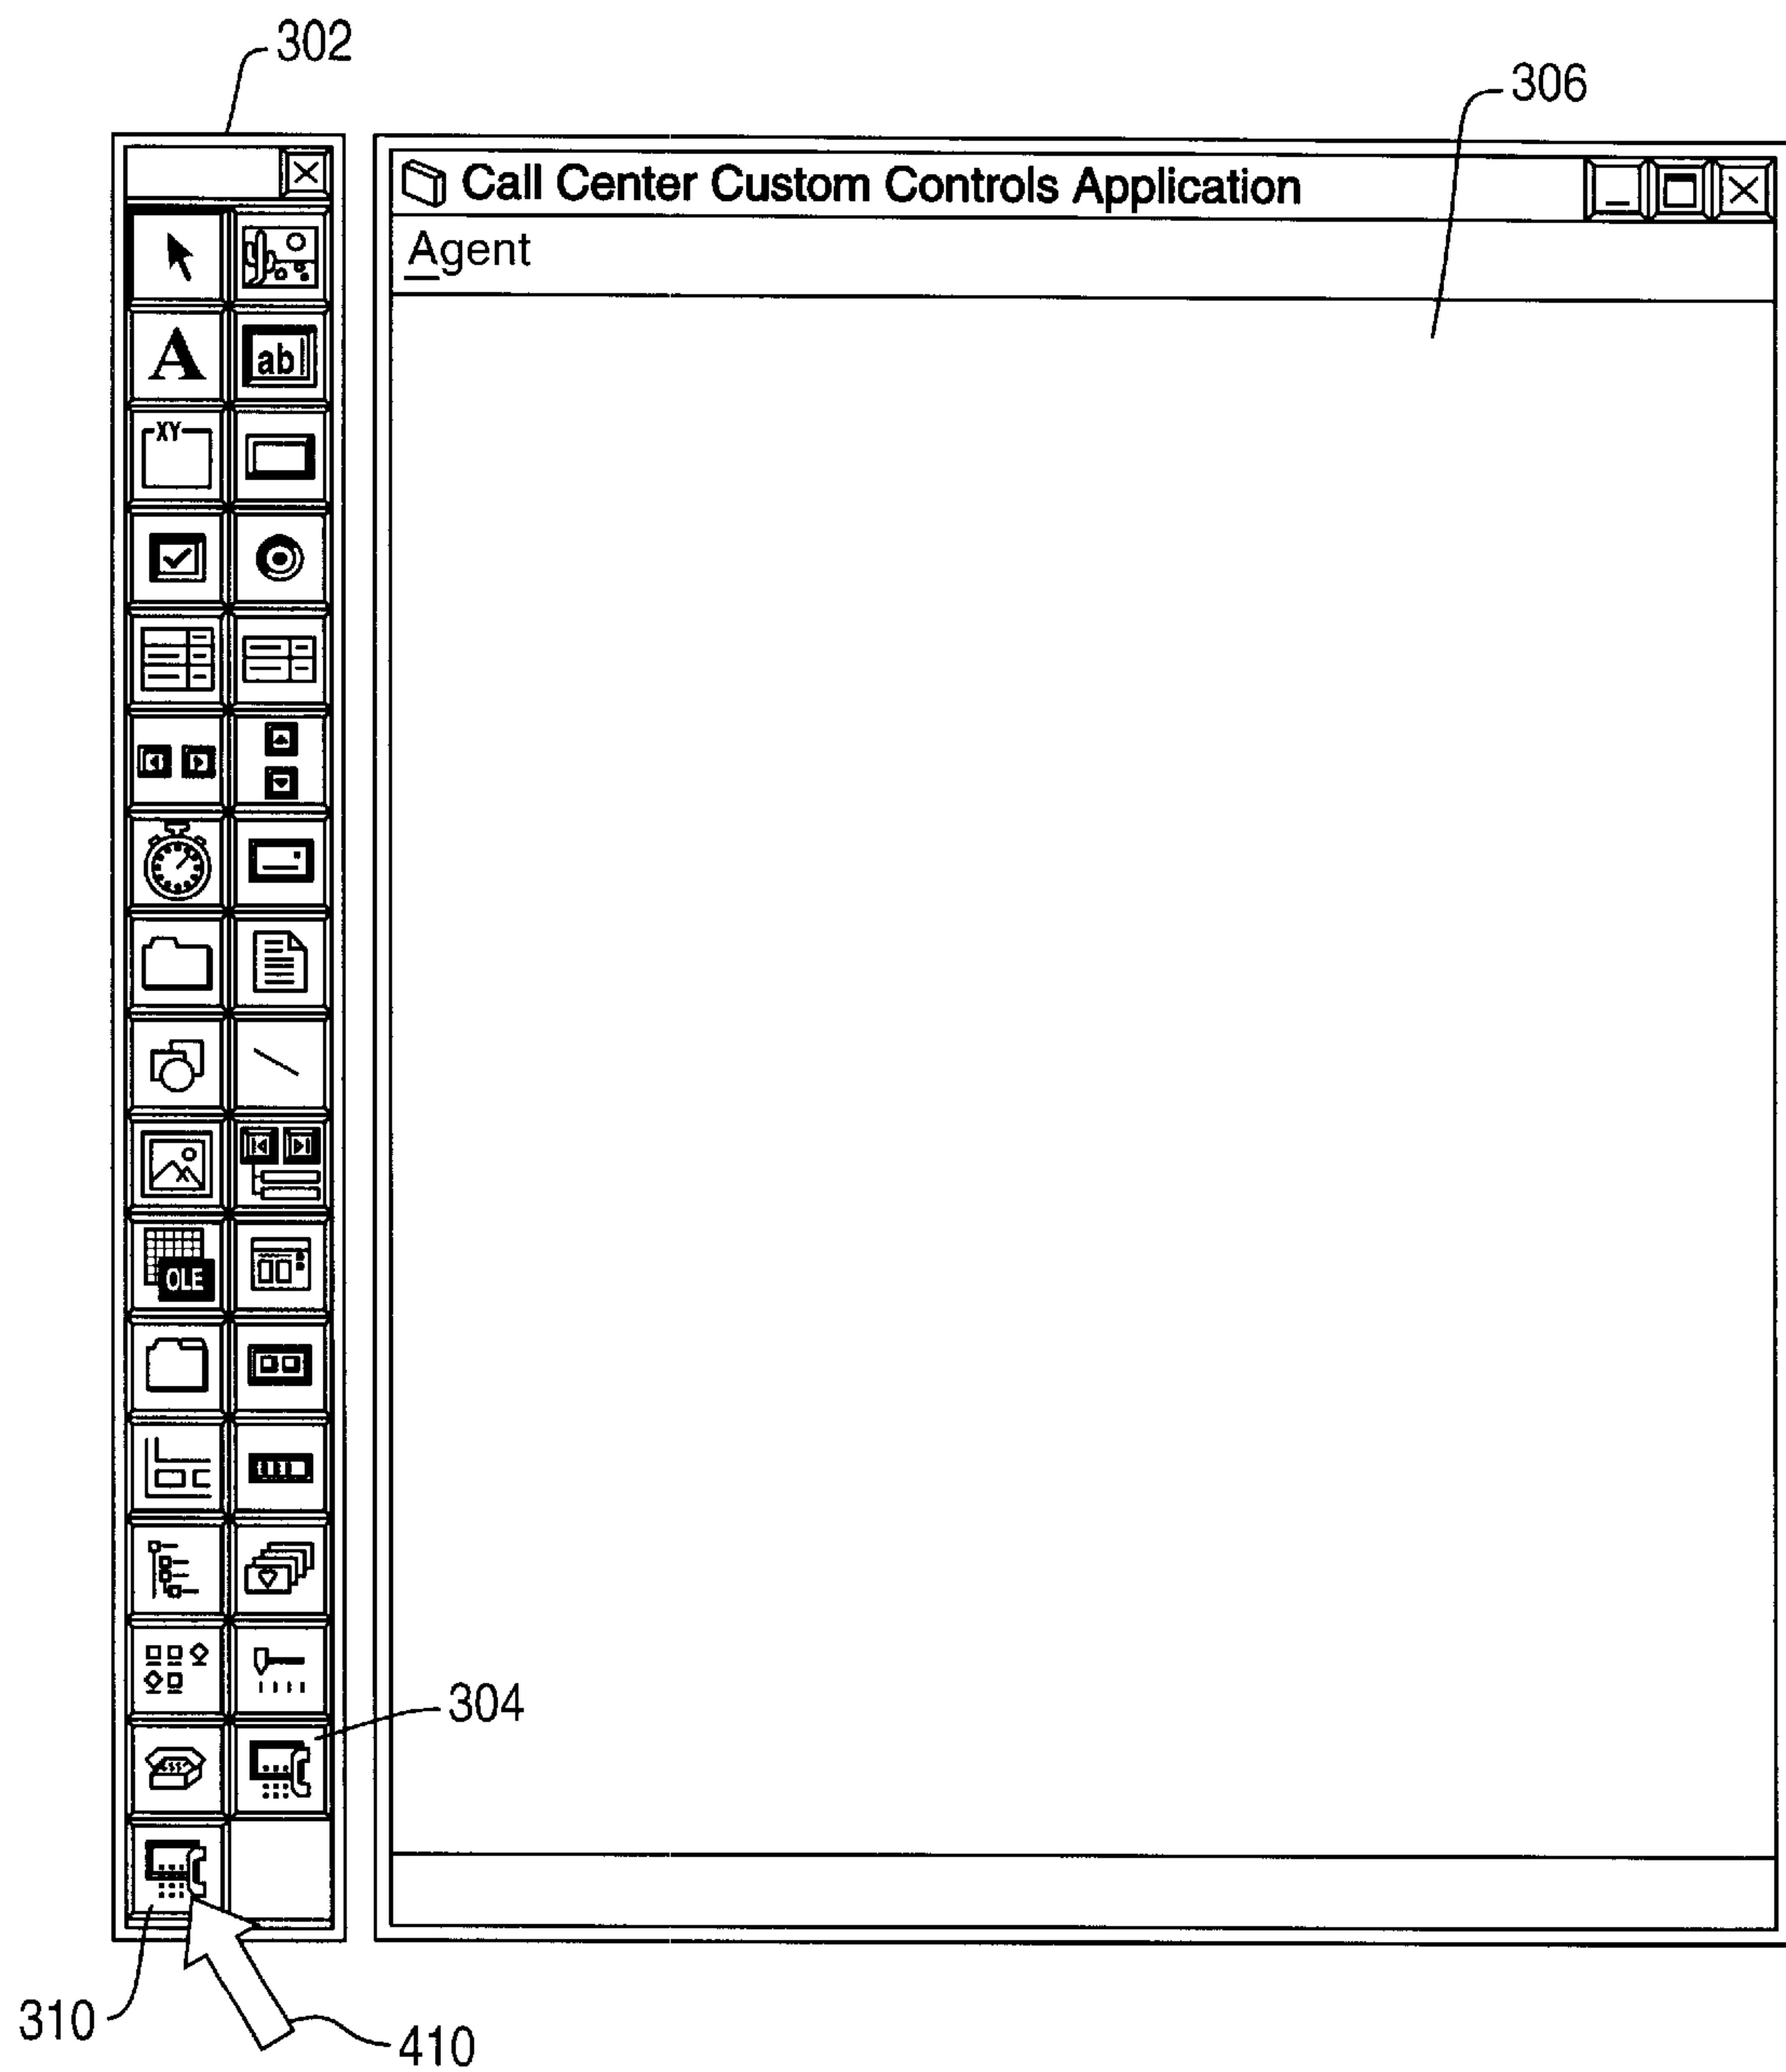 302
306
Call Center Custom Controls Application
Agent
A
ab
XY
OLE
304
310
410